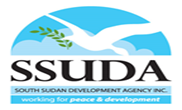 SSUDA
SOUTH SUDAN DEVELOPMENT AGENCY INC.
working for peace & development